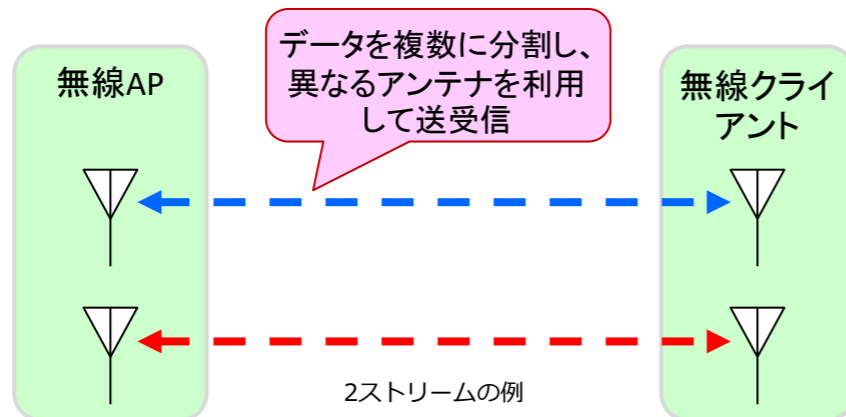 データを複数に分割し、
異なるアンテナを利用
して送受信
無線AP
無線クライ
アント
2ストリームの例